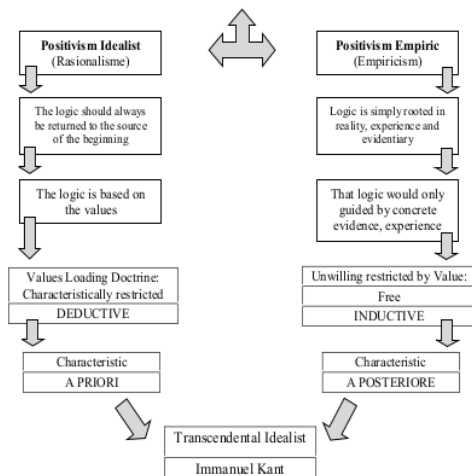 Positivism Idealist
(Rasionalisme)
The logic should always
be returned to the source
of the beginning
The logic is based on
the values
Values Loading Doctrine:
Characteristically restricted
DEDUCTIVE
Characteristic
A PRIORI
Positivism Empiric
(Empiricism)
Logic is simply rooted in
reality, experience and
evidentiary
That logic would only
guided by concrete
evidence, experience
Unwilling restricted by Value:
Free
INDUCTIVE
Characteristic
A POSTERIORE
Transcendental Idealist
Immanuel Kant